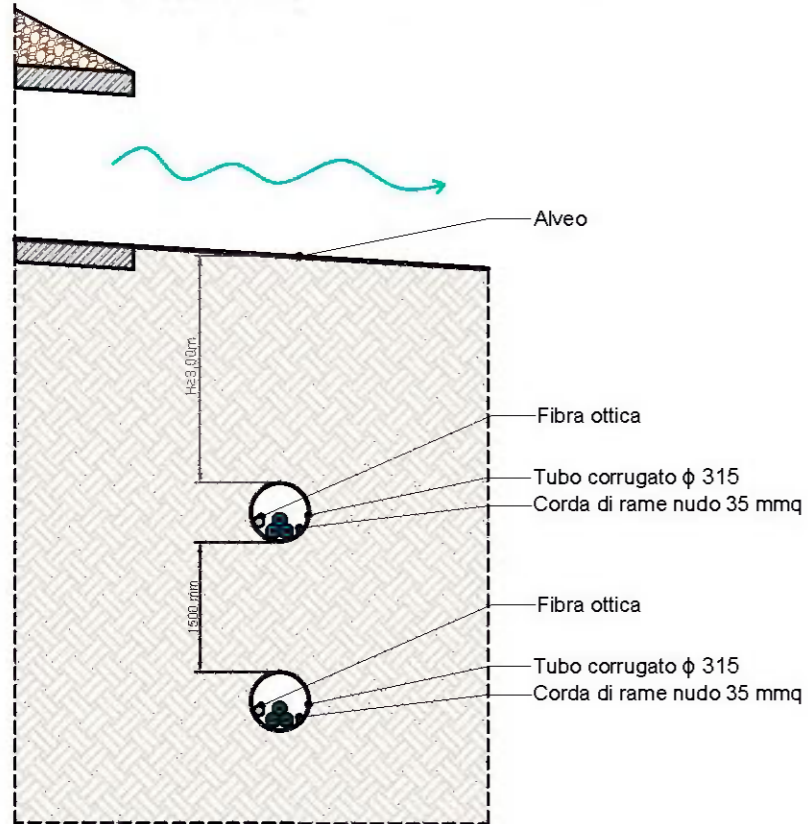 Alveo
H≥3,00m
Fibra ottica
Tubo corrugato ϕ 315
Corda di rame nudo 35 mmq
1500 mm
Fibra ottica
Tubo corrugato ϕ 315
Corda di rame nudo 35 mmq